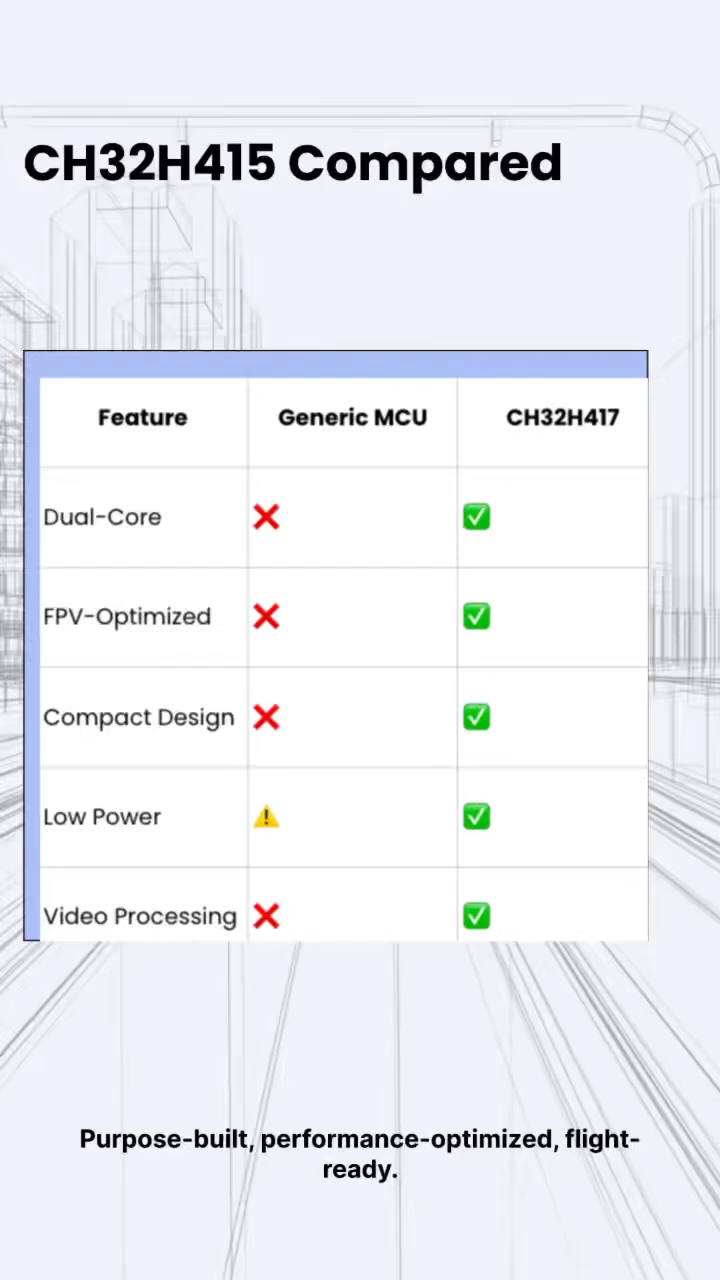 CH32H415 Compared
Feature Generic MCU CH32H417
Dual-Core ❌ ✅
FPV-Optimized ❌ ✅
Compact Design ❌ ✅
Low Power ⚠️ ✅
Video Processing ❌ ✅
Purpose-built, performance-optimized, flight-
ready.